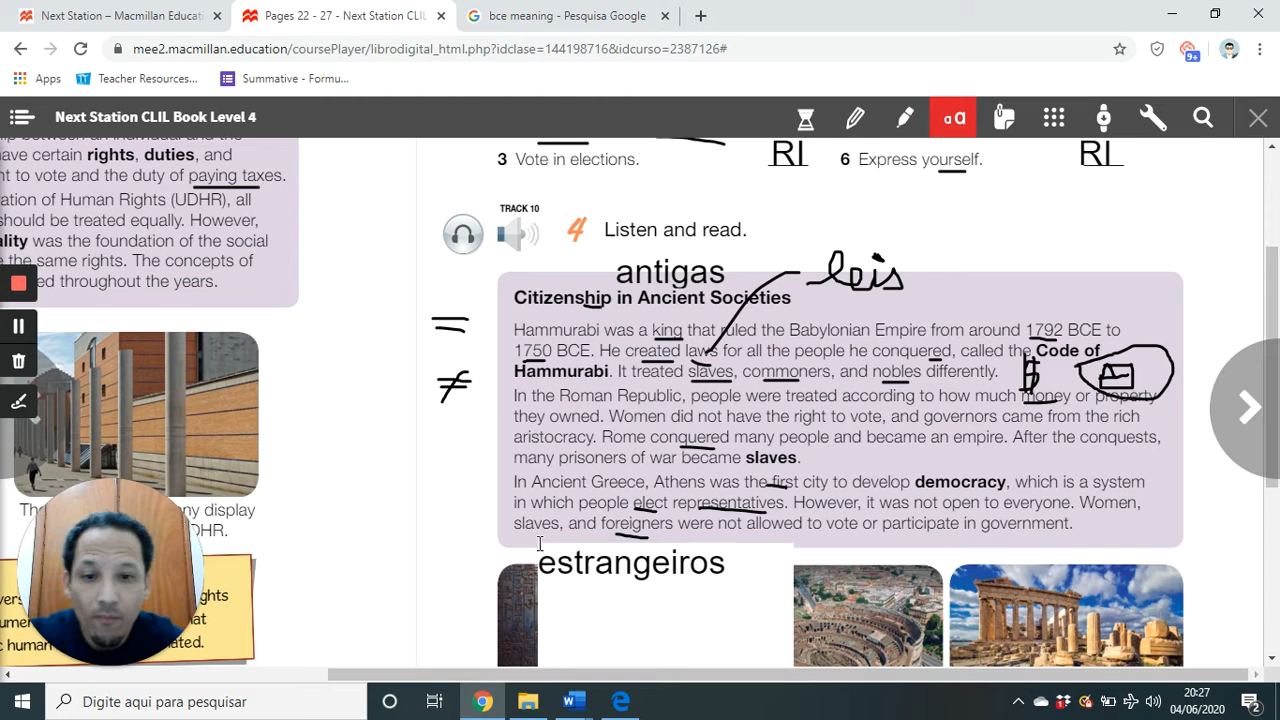 Next Station – Macmillan Educati
Pages 22 - 27 - Next Station CLIL
bce meaning - Pesquisa Google
mee2.macmillan.education/coursePlayer/librodigital_html.php?idclase=144198716&idcurso=2387126#
9+
Apps
Teacher Resources...
Summative - Formu...
Next Station CLIL Book Level 4
aA
have certain rights, duties, and
nt to vote and the duty of paying taxes.
ation of Human Rights (UDHR), all
should be treated equally. However,
ality was the foundation of the social
e the same rights. The concepts of
ed throughout the years.
3 Vote in elections.
RI
6 Express yourself.
RI
TRACK 10
4 Listen and read.
antigas
leis
Citizenship in Ancient Societies
Hammurabi was a king that ruled the Babylonian Empire from around 1792 BCE to
1750 BCE. He created laws for all the people he conquered, called the Code of
Hammurabi. It treated slaves, commoners, and nobles differently.
In the Roman Republic, people were treated according to how much money or property
they owned. Women did not have the right to vote, and governors came from the rich
aristocracy. Rome conquered many people and became an empire. After the conquests,
many prisoners of war became slaves.
In Ancient Greece, Athens was the first city to develop democracy, which is a system
in which people elect representatives. However, it was not open to everyone. Women,
slaves, and foreigners were not allowed to vote or participate in government.
=
≠
$
estrangeiros
ny display
DHR.
ghts
hat
ated.
Digite aqui para pesquisar
20:27
04/06/2020
2